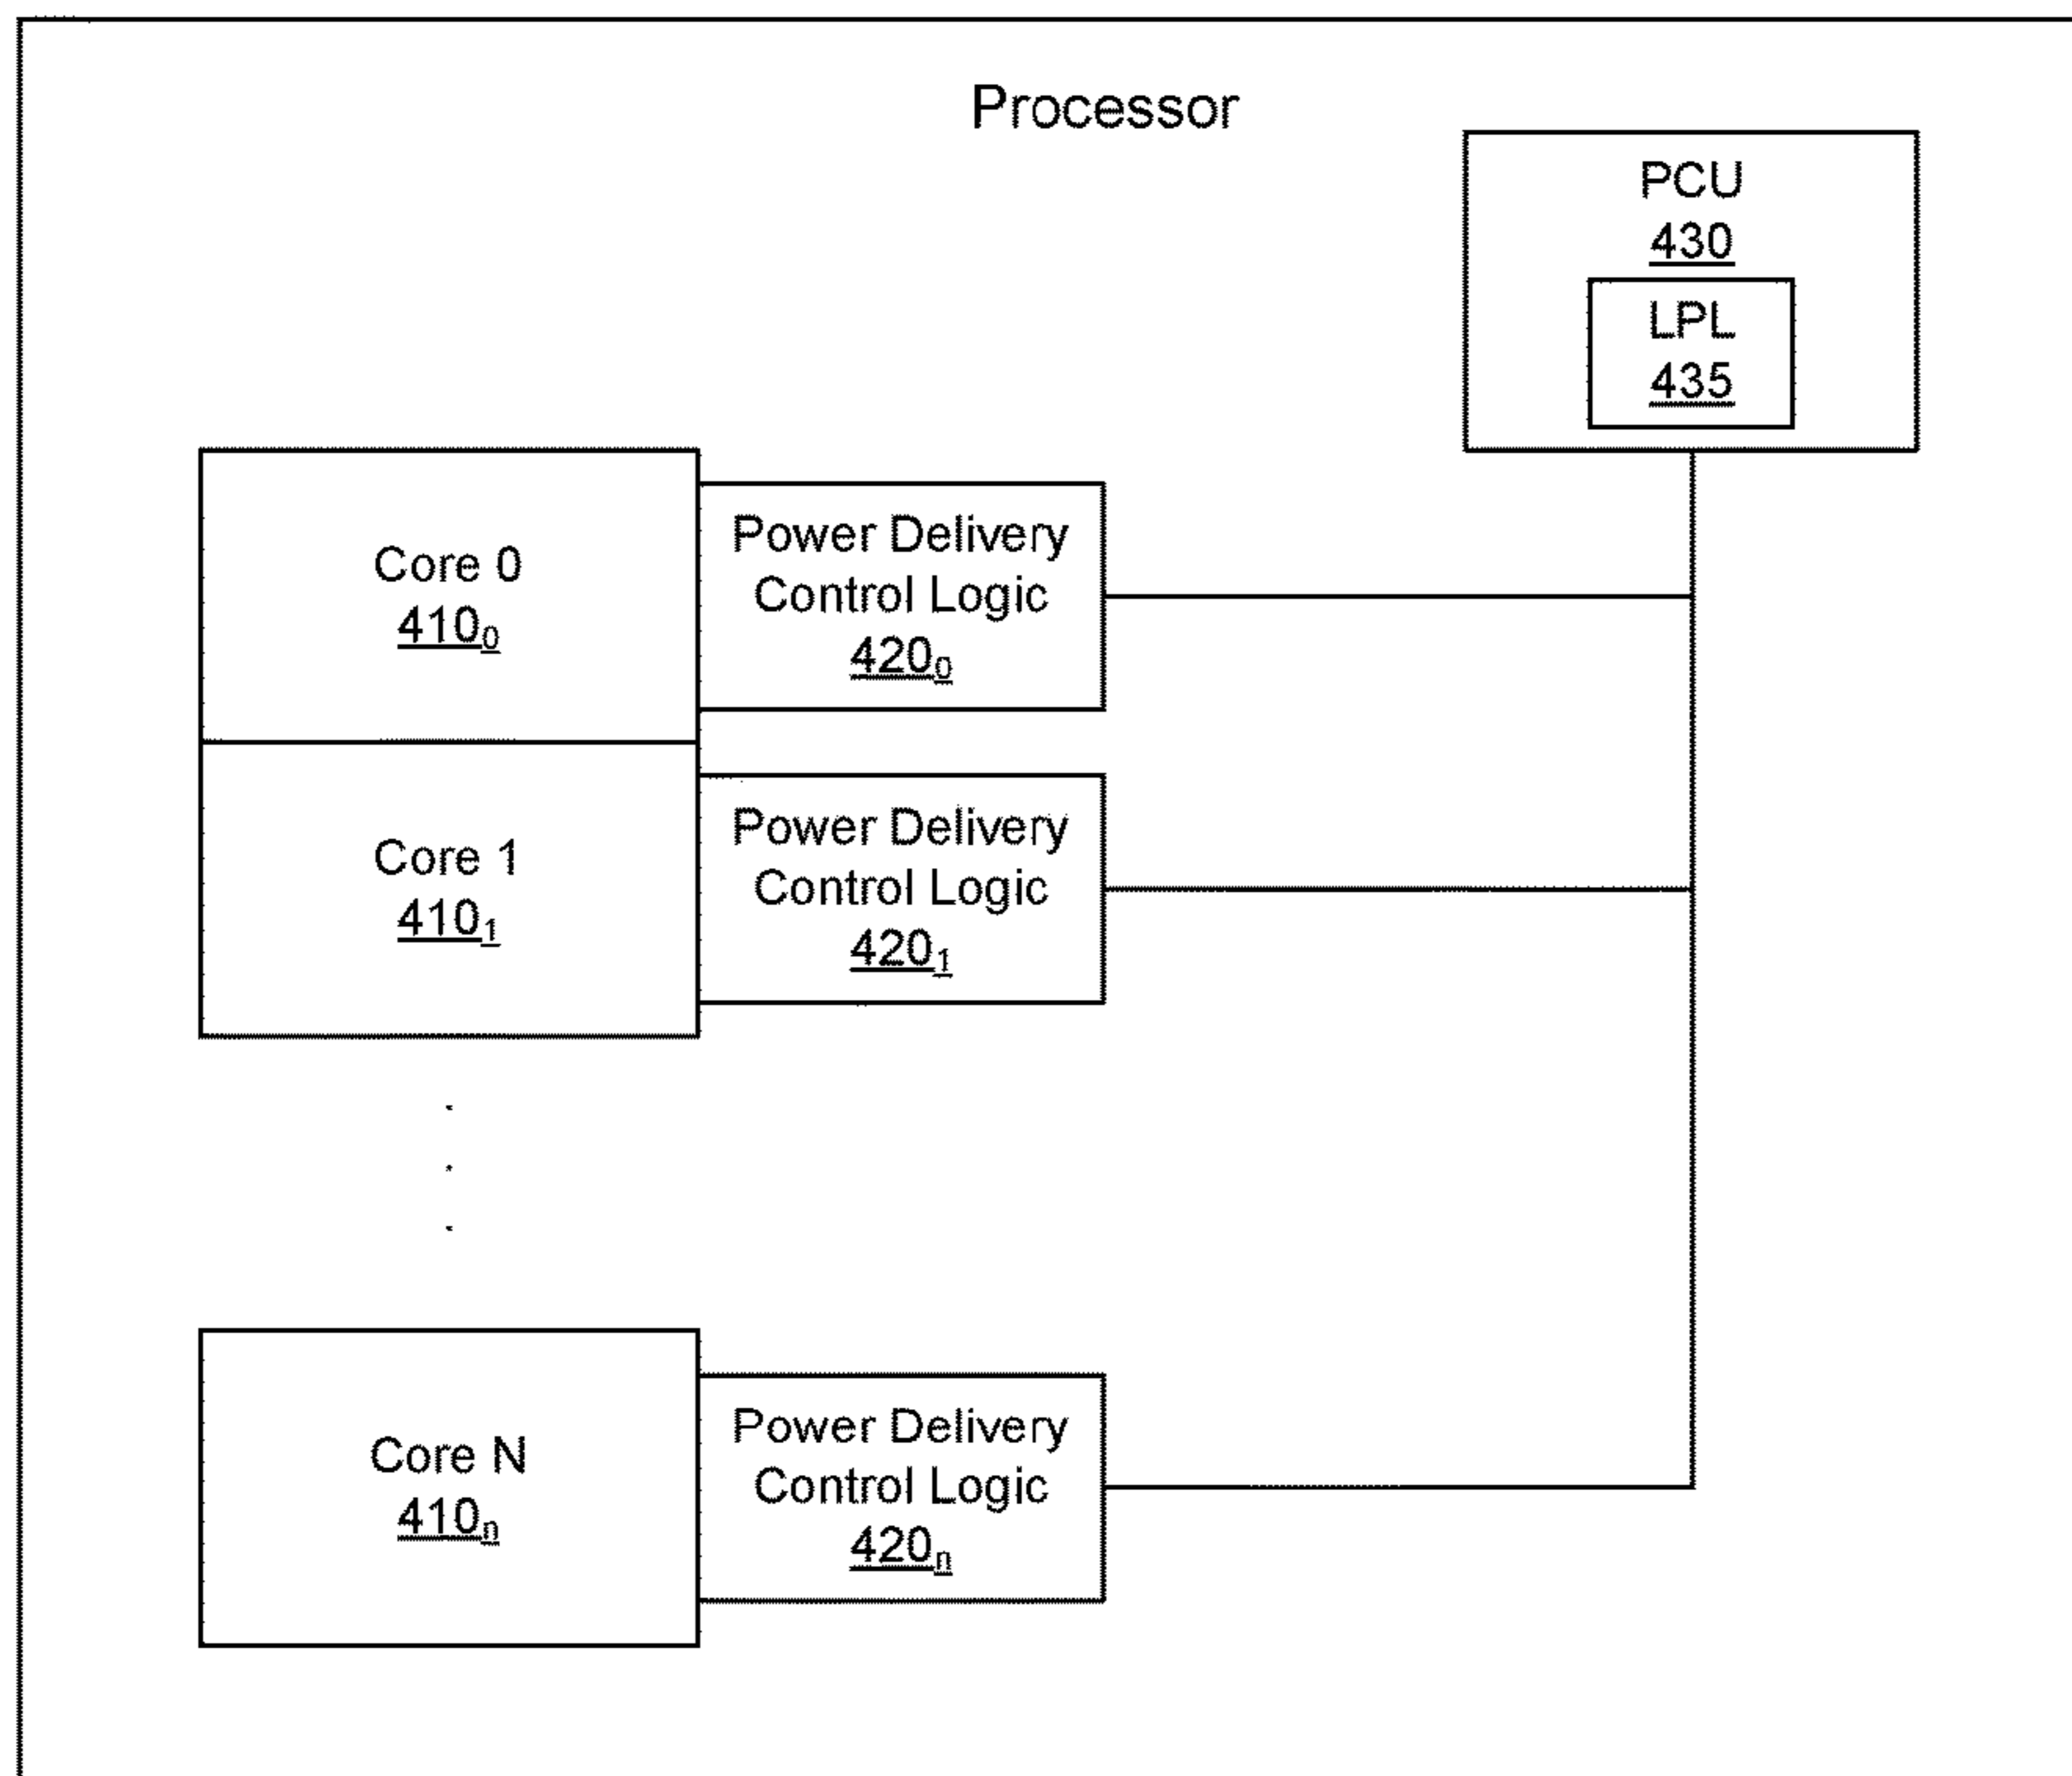 Processor
PCU
430
LPL
435
Core 0
410₀
Power Delivery
Control Logic
420₀
Core 1
410₁
Power Delivery
Control Logic
420₁
Core N
410ₙ
Power Delivery
Control Logic
420ₙ